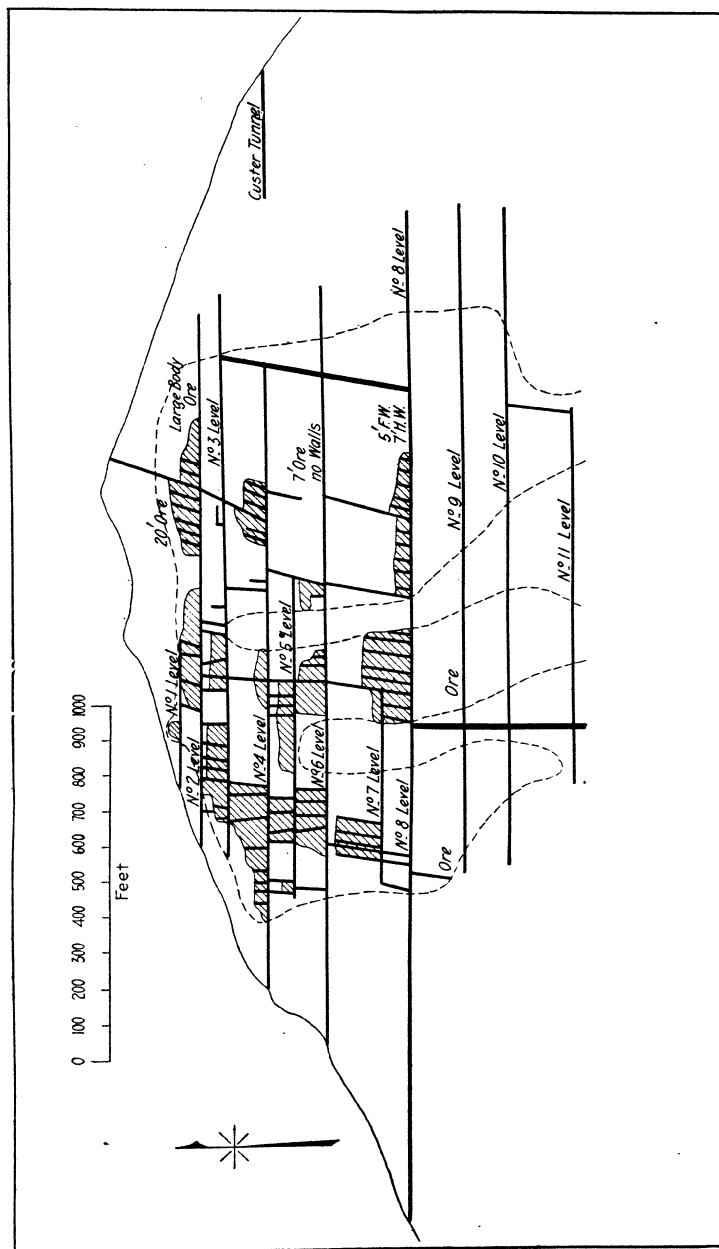 Custer Tunnel
Large Body
Ore
20' Ore
Nº 3 Level
7' Ore
no Walls
5' F.W.
7' H.W.
Nº 8 Level
Nº 1 Level
Nº 2 Level
Nº 4 Level
Nº 5 Level
Nº 6 Level
Nº 7 Level
Nº 8 Level
Ore
Ore
Nº 9 Level
Nº 10 Level
Nº 11 Level
0 100 200 300 400 500 600 700 800 900 1000
Feet